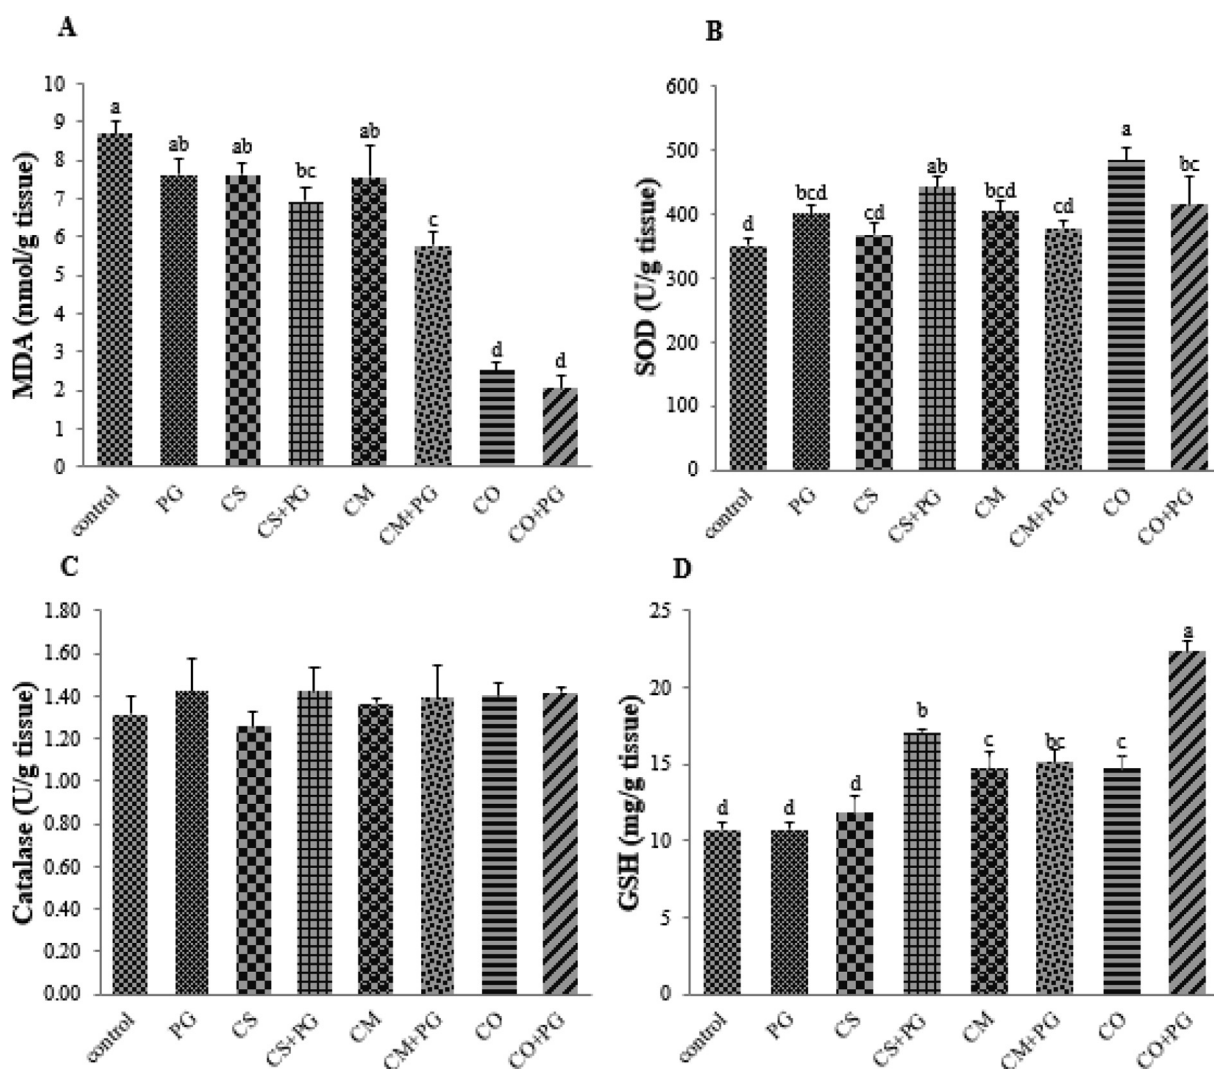 A
MDA (nmol/g tissue)
10
9
8
7
6
5
4
3
2
1
0
a
ab
ab
bc
ab
c
d
d
control
PG
CS
CS+PG
CM
CM+PG
CO
CO+PG
B
SOD (U/g tissue)
600
500
400
300
200
100
0
d
bcd
cd
ab
bcd
cd
a
bc
control
PG
CS
CS+PG
CM
CM+PG
CO
CO+PG
C
Catalase (U/g tissue)
1.80
1.60
1.40
1.20
1.00
0.80
0.60
0.40
0.20
0.00
control
PG
CS
CS+PG
CM
CM+PG
CO
CO+PG
D
GSH (mg/g tissue)
25
20
15
10
5
0
d
d
d
b
c
bc
c
a
control
PG
CS
CS+PG
CM
CM+PG
CO
CO+PG